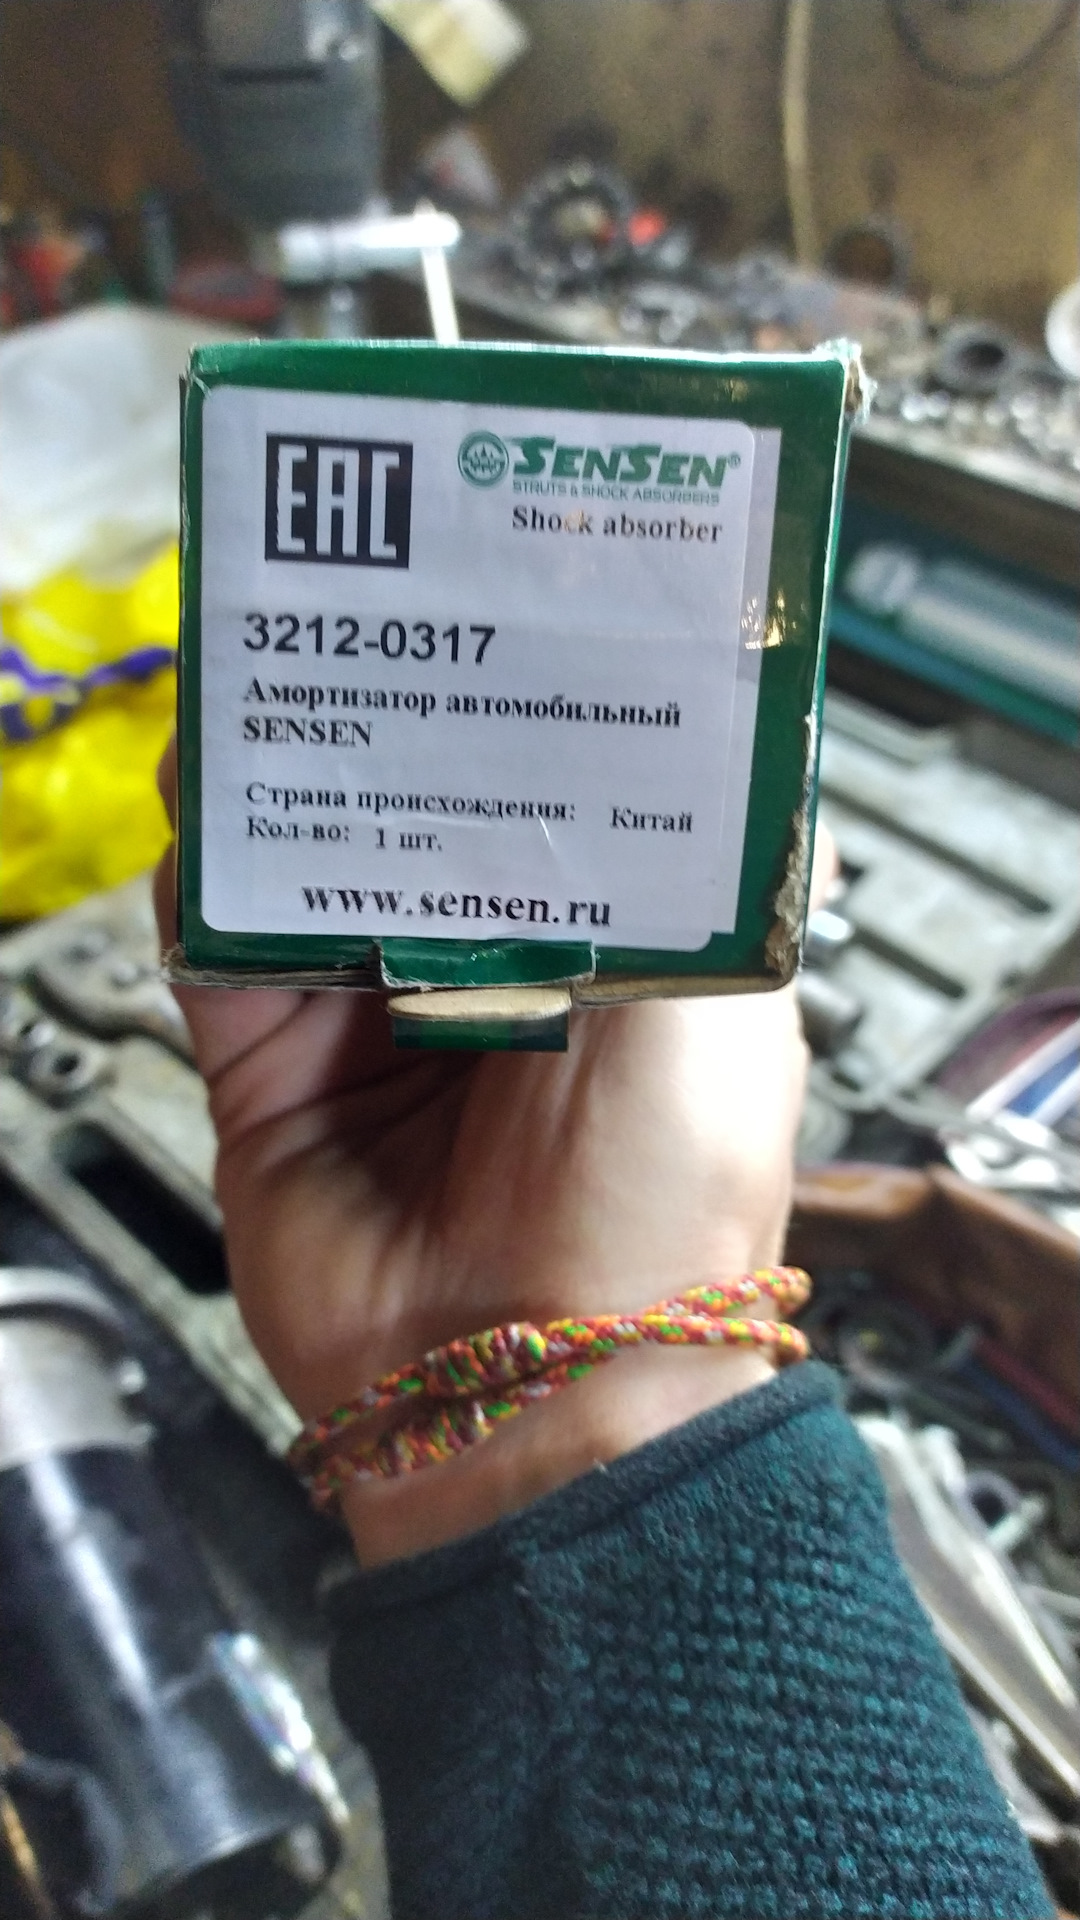 EAC
SENSEN®
STRUTS & SHOCK ABSORBERS
Shock absorber
3212-0317
Амортизатор автомобильный
SENSEN
Страна происхождения: Китай
Кол-во: 1 шт.
www.sensen.ru